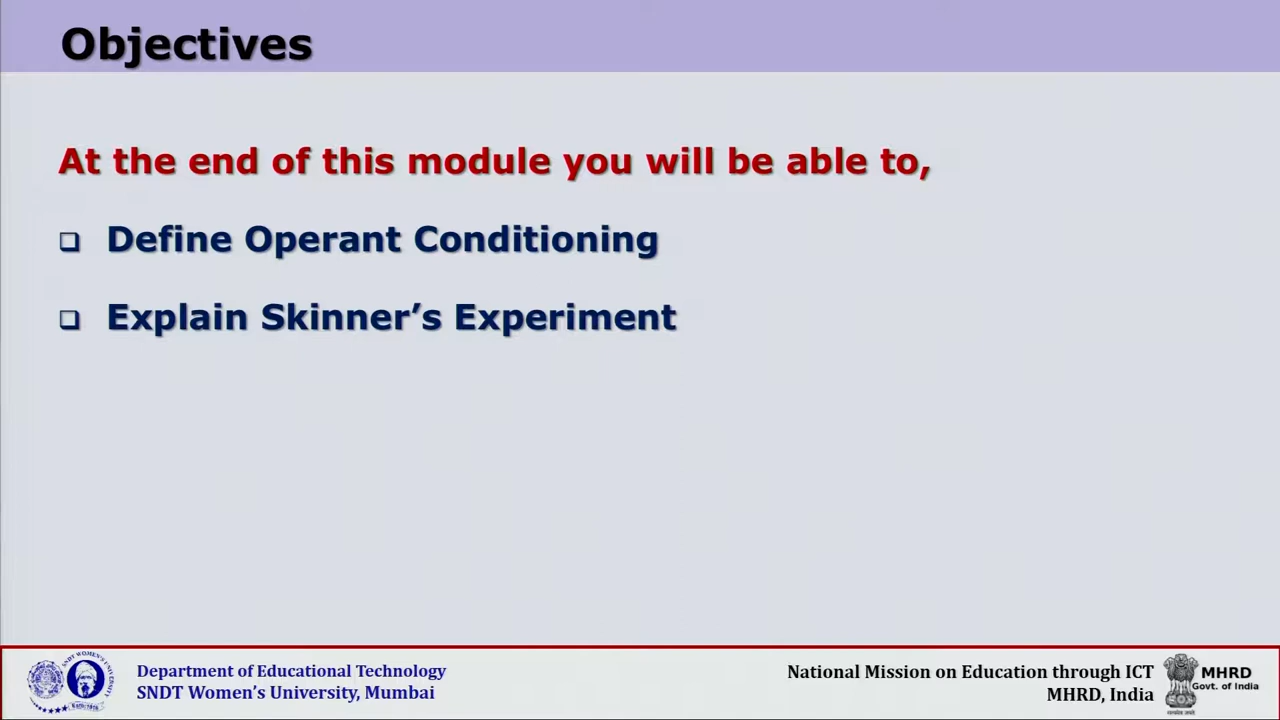 Objectives
At the end of this module you will be able to,
Define Operant Conditioning
Explain Skinner’s Experiment
Department of Educational Technology
SNDT Women’s University, Mumbai
National Mission on Education through ICT
MHRD, India
MHRD
Govt. of India